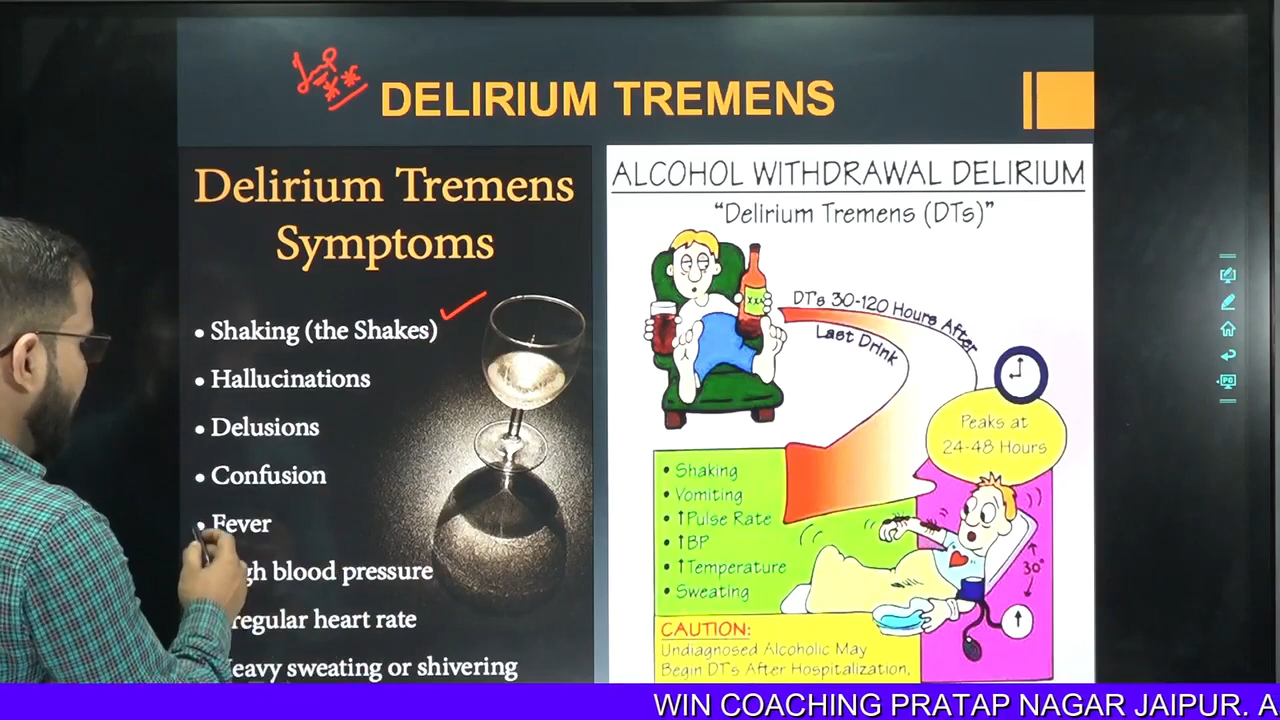 Imp
**
DELIRIUM TREMENS
Delirium Tremens
Symptoms
• Shaking (the Shakes)
• Hallucinations
• Delusions
• Confusion
• Fever
gh blood pressure
regular heart rate
eavy sweating or shivering
ALCOHOL WITHDRAWAL DELIRIUM
"Delirium Tremens (DTs)"
XXX
DT's 30-120 Hours After
Last Drink
Peaks at
24-48 Hours
• Shaking
• Vomiting
• ↑Pulse Rate
• ↑BP
• ↑Temperature
• Sweating
30°
CAUTION:
Undiagnosed Alcoholic May
Begin DT's After Hospitalization.
WIN COACHING PRATAP NAGAR JAIPUR. A